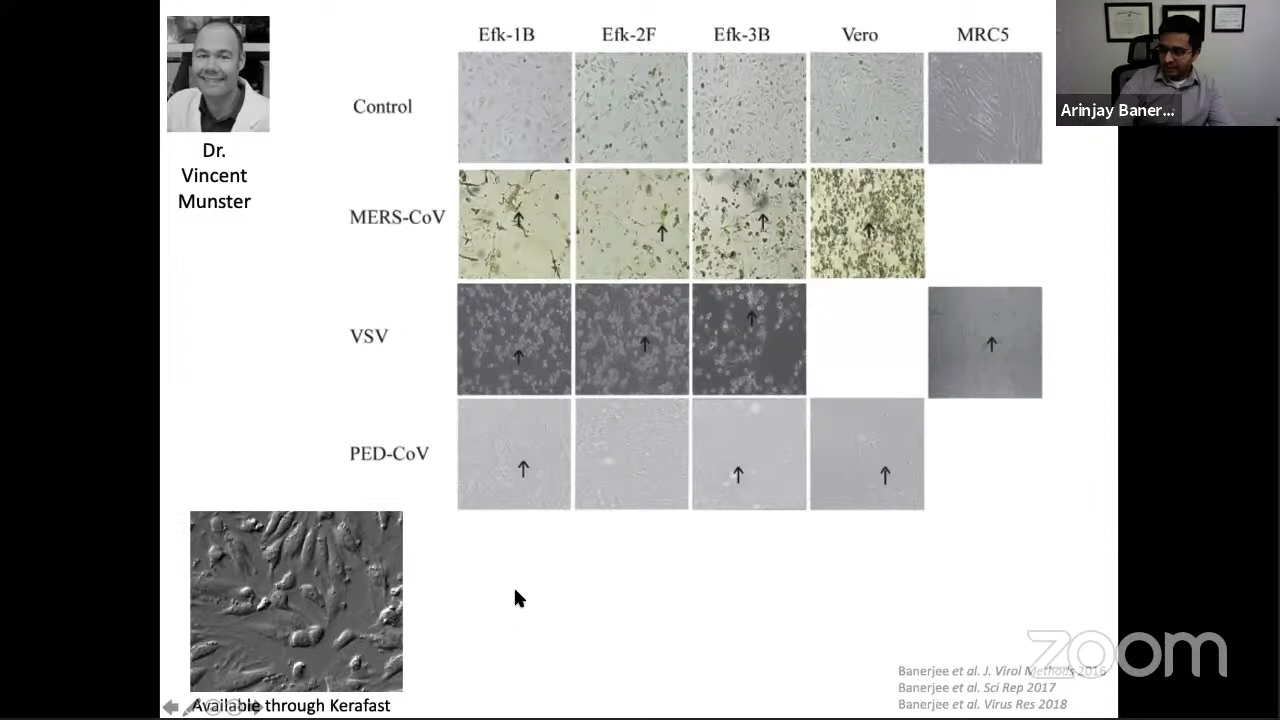 Dr.
Vincent
Munster
Efk-1B Efk-2F Efk-3B Vero MRC5
Control
MERS-CoV
VSV
PED-CoV
Arinjay Baner...
Available through Kerafast
Banerjee et al. J. Virol Methods 2016
Banerjee et al. Sci Rep 2017
Banerjee et al. Virus Res 2018
zoom